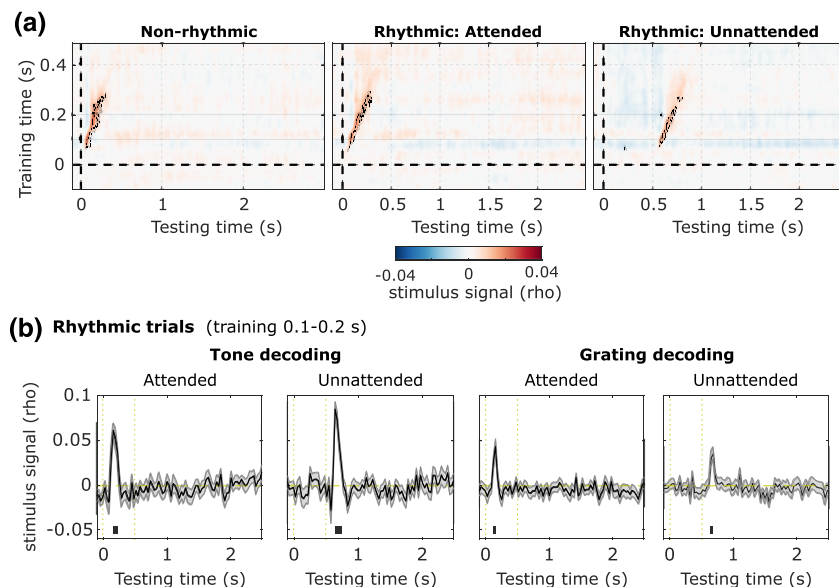 (a)
Non-rhythmic Rhythmic: Attended Rhythmic: Unnattended
Training time (s)
0.4
0.2
0
0 1 2 0 0.5 1 1.5 2 0 0.5 1 1.5 2
Testing time (s) Testing time (s) Testing time (s)
-0.04 0 0.04
stimulus signal (rho)
(b) Rhythmic trials (training 0.1-0.2 s)
Tone decoding Grating decoding
Attended Unnattended Attended Unnattended
stimulus signal (rho)
0.1
0.05
0
-0.05
0 1 2 0 1 2 0 1 2 0 1 2
Testing time (s) Testing time (s) Testing time (s) Testing time (s)